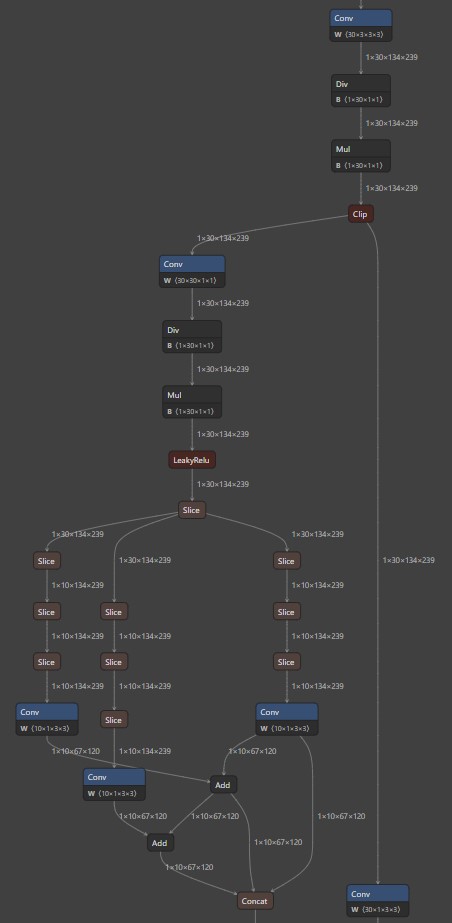 Conv
W ⟨30×3×3×3⟩
1×30×134×239
Div
B ⟨1×30×1×1⟩
1×30×134×239
Mul
B ⟨1×30×1×1⟩
1×30×134×239
Clip
1×30×134×239
Conv
W ⟨30×30×1×1⟩
1×30×134×239
Div
B ⟨1×30×1×1⟩
1×30×134×239
Mul
B ⟨1×30×1×1⟩
1×30×134×239
LeakyRelu
1×30×134×239
Slice
1×30×134×239 1×30×134×239
Slice 1×30×134×239 Slice 1×30×134×239
1×10×134×239 1×10×134×239
Slice Slice Slice
1×10×134×239 1×10×134×239 1×10×134×239
Slice Slice Slice
1×10×134×239 1×10×134×239 1×10×134×239
Conv Slice Conv
W ⟨10×1×3×3⟩ W ⟨10×1×3×3⟩
1×10×67×120 1×10×134×239 1×10×67×120
Conv Add
W ⟨10×1×3×3⟩
1×10×67×120 1×10×67×120 1×10×67×120
Add 1×10×67×120
1×10×67×120
Concat Conv
W ⟨30×1×3×3⟩